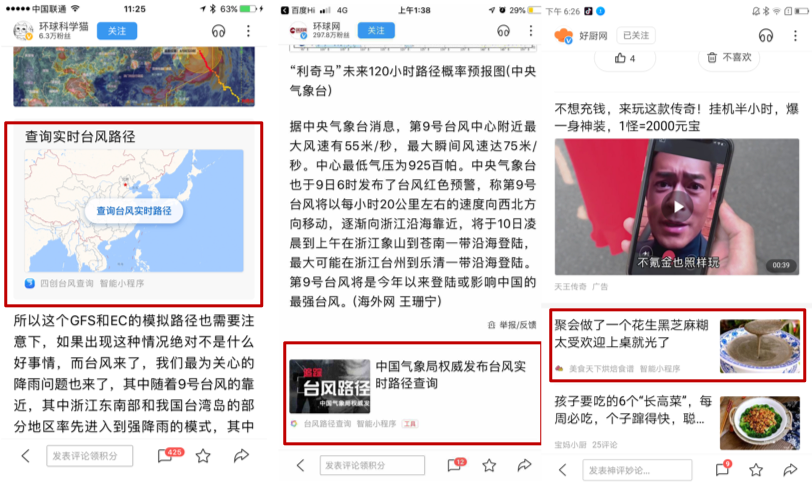 中国联通
11:25
63%
环球科学猫
6.3万粉丝
关注
查询实时台风路径
查询台风实时路径
四创台风查询 智能小程序
所以这个GFS和EC的模拟路径也需要注
意下，如果出现这种情况绝对不是什么
好事情，而台风来了，我们最为关心的
降雨问题也来了，其中随着9号台风的靠
近，其中浙江东南部和我国台湾岛的部
分地区率先进入到强降雨的模式，其中
发表评论领积分
425
百度Hi 4G
上午1:38
29%
环球网
297.8万粉丝
关注
“利奇马”未来120小时路径概率预报图(中央
气象台)
据中央气象台消息，第9号台风中心附近最
大风速有55米/秒，最大瞬间风速达75米/
秒。中心最低气压为925百帕。中央气象台
也于9日6时发布了台风红色预警，称第9号
台风将以每小时20公里左右的速度向西北方
向移动，逐渐向浙江沿海靠近，将于10日凌
晨到上午在浙江象山到苍南一带沿海登陆，
最大可能在浙江台州到乐清一带沿海登陆。
第9号台风将是今年以来登陆或影响中国的
最强台风。(海外网 王珊宁)
举报/反馈
追踪
台风路径
中国气象局权威发布
中国气象局权威发布台风实
时路径查询
台风路径查询 智能小程序 工具
发表评论领积分
12
下午 6:26
好厨网
已关注
4
不喜欢
不想充钱，来玩这款传奇！挂机半小时，爆
一身神装，1怪=2000元宝
不氪金也照样玩
00:39
天王传奇 广告
聚会做了一个花生黑芝麻糊
太受欢迎上桌就光了
美食天下烘焙食谱 智能小程序
孩子要吃的6个“长高菜”，每
周必吃，个子蹿得快，聪...
宝妈小厨 25评论
发表神评妙论...
8